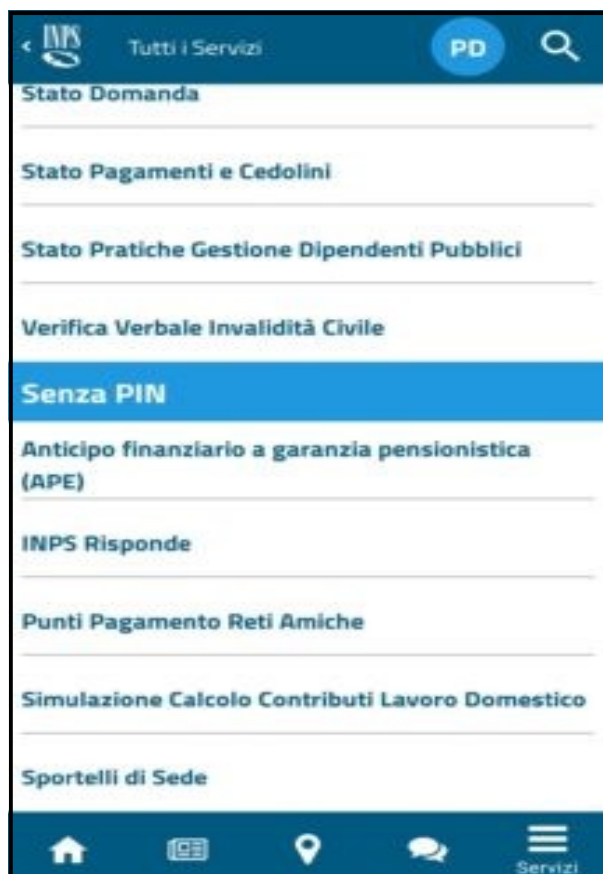 INPS
Tutti i Servizi
PD
Stato Domanda
Stato Pagamenti e Cedolini
Stato Pratiche Gestione Dipendenti Pubblici
Verifica Verbale Invalidità Civile
Senza PIN
Anticipo finanziario a garanzia pensionistica
(APE)
INPS Risponde
Punti Pagamento Reti Amiche
Simulazione Calcolo Contributi Lavoro Domestico
Sportelli di Sede
Servizi